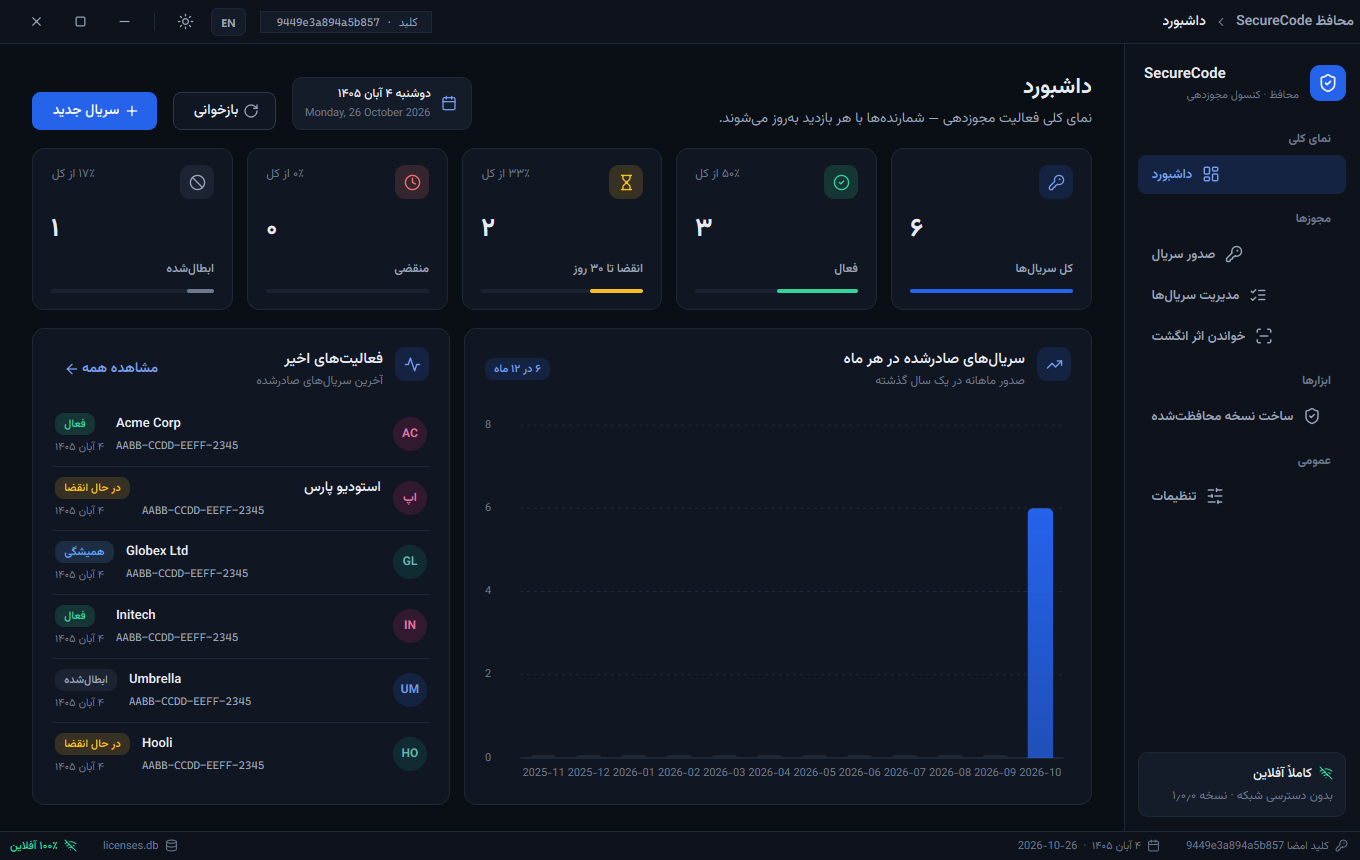 محافظ SecureCode › داشبورد
کلید · 9449e3a894a5b857
EN
SecureCode
محافظ · کنسول مجوزدهی
نمای کلی
داشبورد
مجوزها
صدور سریال
مدیریت سریال‌ها
خواندن اثر انگشت
ابزارها
ساخت نسخه محافظت‌شده
عمومی
تنظیمات
کاملاً آفلاین
بدون دسترسی شبکه · نسخه ۱٫۰٫۰
داشبورد
نمای کلی فعالیت مجوزدهی — شمارنده‌ها با هر بازدید به‌روز می‌شوند.
دوشنبه ۴ آبان ۱۴۰۵
Monday, 26 October 2026
بازخوانی
سریال جدید
۶
کل سریال‌ها
۵۰٪ از کل
۳
فعال
۳۳٪ از کل
۲
انقضا تا ۳۰ روز
۰٪ از کل
۰
منقضی
۱۷٪ از کل
۱
ابطال‌شده
سریال‌های صادرشده در هر ماه
صدور ماهانه در یک سال گذشته
۶ در ۱۲ ماه
8
6
4
2
0
2025-11 2025-12 2026-01 2026-02 2026-03 2026-04 2026-05 2026-06 2026-07 2026-08 2026-09 2026-10
فعالیت‌های اخیر
آخرین سریال‌های صادرشده
مشاهده همه
AC
Acme Corp
فعال
AABB-CCDD-EEFF-2345
۴ آبان ۱۴۰۵
اپ
استودیو پارس
در حال انقضا
AABB-CCDD-EEFF-2345
۴ آبان ۱۴۰۵
GL
Globex Ltd
همیشگی
AABB-CCDD-EEFF-2345
۴ آبان ۱۴۰۵
IN
Initech
فعال
AABB-CCDD-EEFF-2345
۴ آبان ۱۴۰۵
UM
Umbrella
ابطال‌شده
AABB-CCDD-EEFF-2345
۴ آبان ۱۴۰۵
HO
Hooli
در حال انقضا
AABB-CCDD-EEFF-2345
۴ آبان ۱۴۰۵
کلید امضا 9449e3a894a5b857
۴ آبان ۱۴۰۵ · 2026-10-26
licenses.db
۱۰۰٪ آفلاین